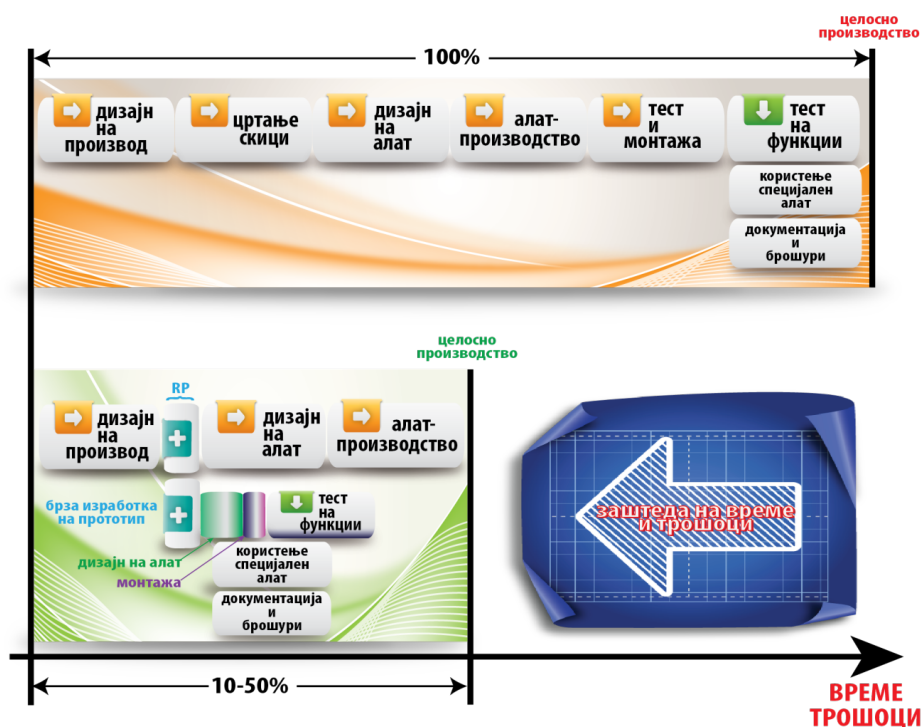 целосно
производство
100%
дизајн
на
производ
цртање
скици
дизајн
на
алат
алат-
производство
тест
и
монтажа
тест
на
функции
користење
специјален
алат
документација
и
брошури
целосно
производство
RP
дизајн
на
производ
дизајн
на
алат
алат-
производство
брза изработка
на прототип
тест
на
функции
дизајн на алат
монтажа
користење
специјален
алат
документација
и
брошури
заштеда на време
и трошоци
10-50%
ВРЕМЕ
ТРОШОЦИ